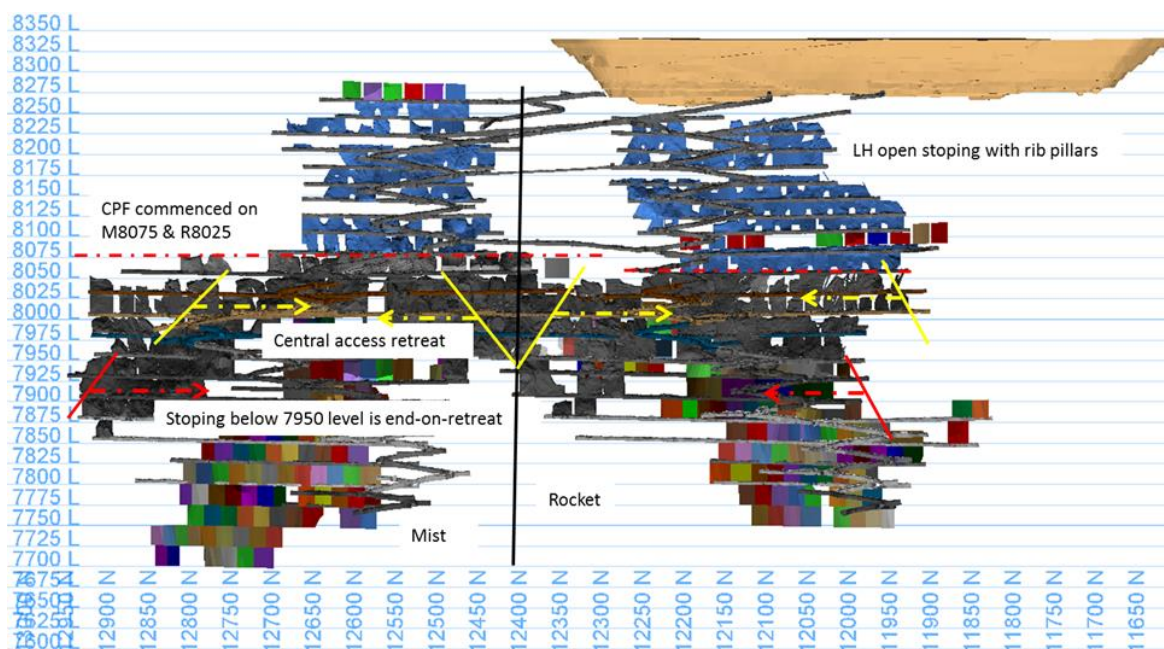 8350 L
8325 L
8300 L
8275 L
8250 L
8225 L
8200 L
8175 L
8150 L
8125 L
8100 L
8075 L
8050 L
8025 L
8000 L
7975 L
7950 L
7925 L
7900 L
7875 L
7850 L
7825 L
7800 L
7775 L
7750 L
7725 L
7700 L
7675 L
7650 L
7625 L
7600 L
LH open stoping with rib pillars
CPF commenced on
M8075 & R8025
Central access retreat
Stoping below 7950 level is end-on-retreat
Rocket
Mist
12900 N
12850 N
12800 N
12750 N
12700 N
12650 N
12600 N
12550 N
12500 N
12450 N
12400 N
12350 N
12300 N
12250 N
12200 N
12150 N
12100 N
12050 N
12000 N
11950 N
11900 N
11850 N
11800 N
11750 N
11700 N
11650 N